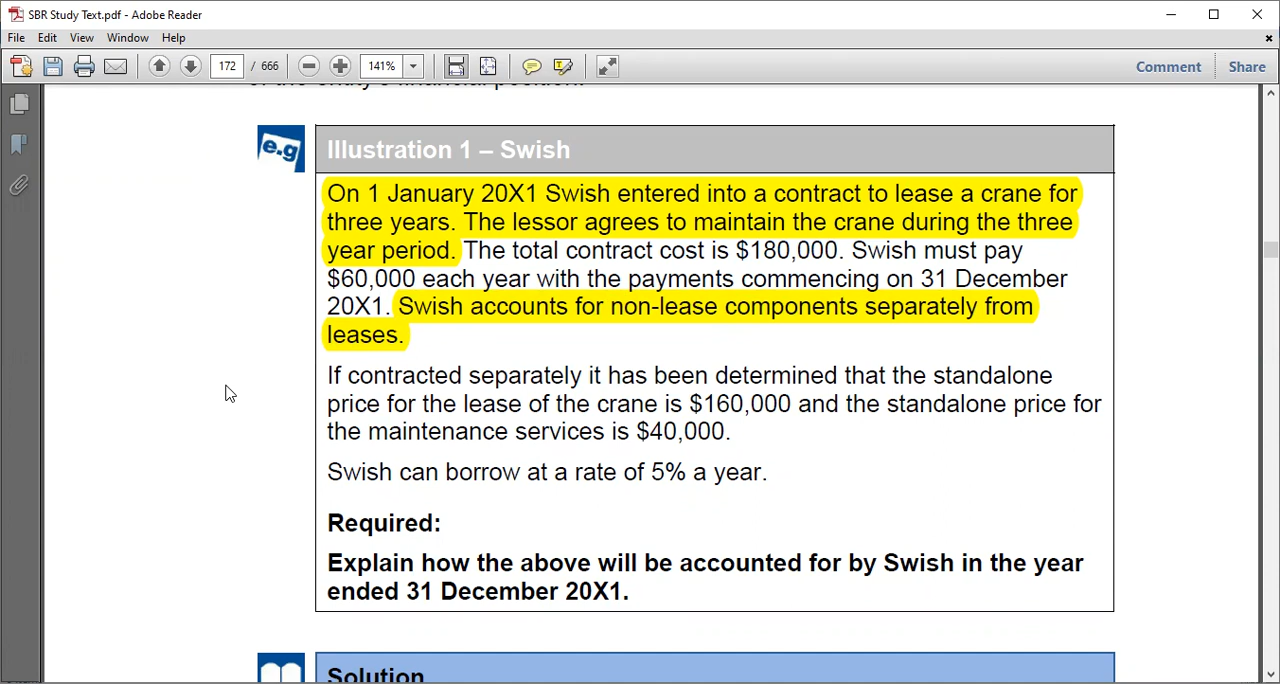 SBR Study Text.pdf - Adobe Reader
File Edit View Window Help
172 / 666 141% Comment Share
of the entity's financial position.
e.g Illustration 1 – Swish
On 1 January 20X1 Swish entered into a contract to lease a crane for
three years. The lessor agrees to maintain the crane during the three
year period. The total contract cost is $180,000. Swish must pay
$60,000 each year with the payments commencing on 31 December
20X1. Swish accounts for non-lease components separately from
leases.
If contracted separately it has been determined that the standalone
price for the lease of the crane is $160,000 and the standalone price for
the maintenance services is $40,000.
Swish can borrow at a rate of 5% a year.
Required:
Explain how the above will be accounted for by Swish in the year
ended 31 December 20X1.
Solution